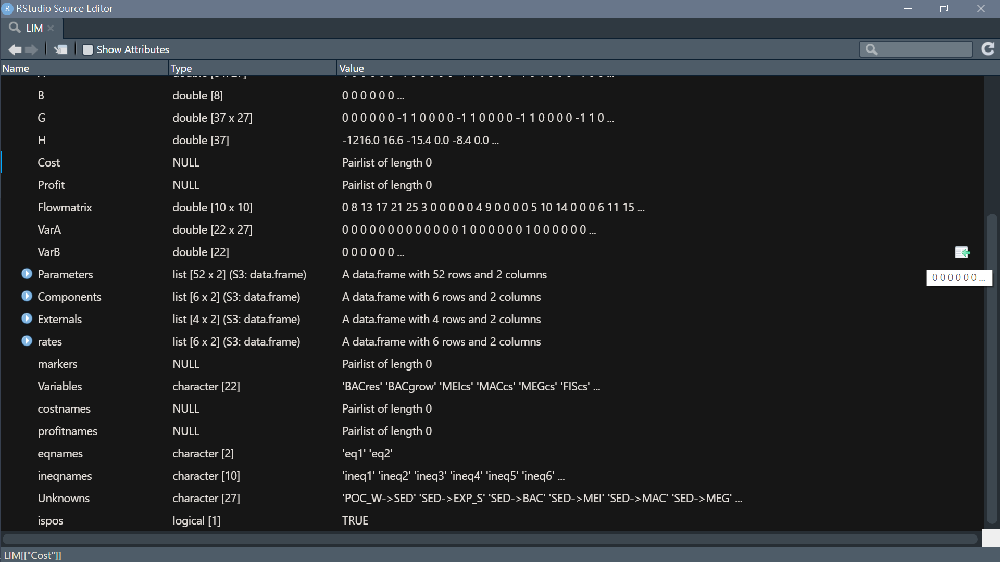 RStudio Source Editor
LIM
Show Attributes
Name Type Value
B double [8] 0 0 0 0 0 0 ...
G double [37 x 27] 0 0 0 0 0 0 -1 1 0 0 0 0 -1 1 0 0 0 0 -1 1 0 0 0 0 -1 1 0 ...
H double [37] -1216.0 16.6 -15.4 0.0 -8.4 0.0 ...
Cost NULL Pairlist of length 0
Profit NULL Pairlist of length 0
Flowmatrix double [10 x 10] 0 8 13 17 21 25 3 0 0 0 0 0 4 9 0 0 0 0 5 10 14 0 0 0 6 11 15 ...
VarA double [22 x 27] 0 0 0 0 0 0 0 0 0 0 0 0 0 1 0 0 0 0 0 0 1 0 0 0 0 0 0 ...
VarB double [22] 0 0 0 0 0 0 ...
Parameters list [52 x 2] (S3: data.frame) A data.frame with 52 rows and 2 columns
0 0 0 0 0 0 ...
Components list [6 x 2] (S3: data.frame) A data.frame with 6 rows and 2 columns
Externals list [4 x 2] (S3: data.frame) A data.frame with 4 rows and 2 columns
rates list [6 x 2] (S3: data.frame) A data.frame with 6 rows and 2 columns
markers NULL Pairlist of length 0
Variables character [22] 'BACres' 'BACgrow' 'MEIcs' 'MACcs' 'MEGcs' 'FIScs' ...
costnames NULL Pairlist of length 0
profitnames NULL Pairlist of length 0
eqnames character [2] 'eq1' 'eq2'
ineqnames character [10] 'ineq1' 'ineq2' 'ineq3' 'ineq4' 'ineq5' 'ineq6' ...
Unknowns character [27] 'POC_W->SED' 'SED->EXP_S' 'SED->BAC' 'SED->MEI' 'SED->MAC' 'SED->MEG' ...
ispos logical [1] TRUE
LIM[["Cost"]]